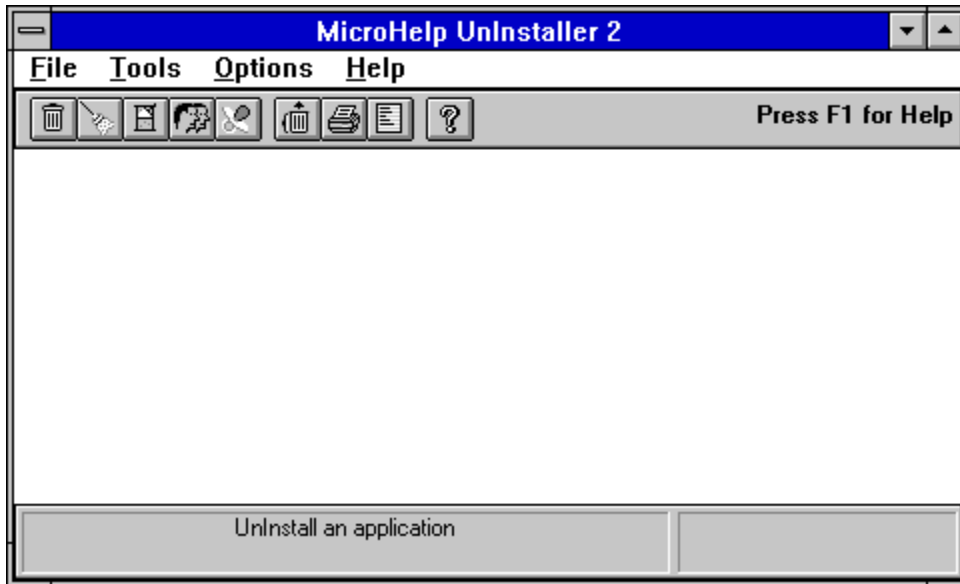 MicroHelp UnInstaller 2
File Tools Options Help
Press F1 for Help
UnInstall an application